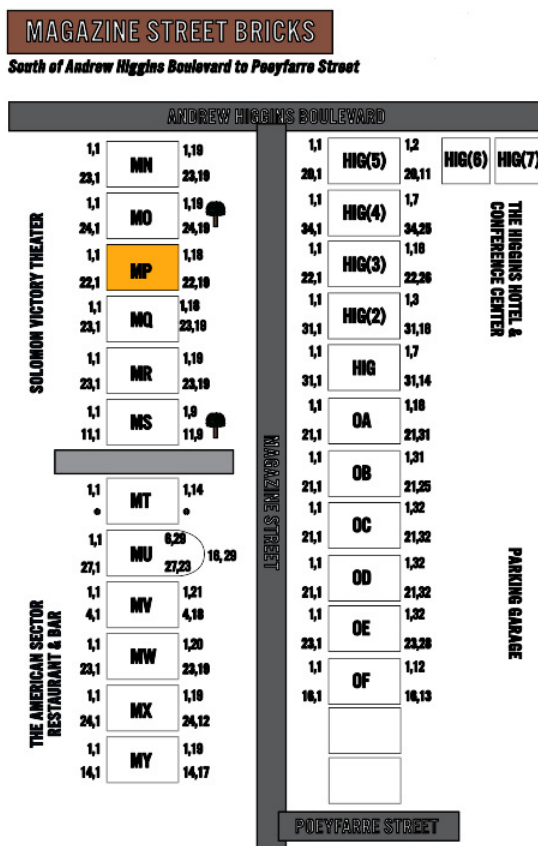 MAGAZINE STREET BRICKS
South of Andrew Higgins Boulevard to Poeyfarre Street
ANDREW HIGGINS BOULEVARD
SOLOMON VICTORY THEATER
1,1 MN 1,19
23,1 23,19
1,1 MO 1,19
24,1 24,19
1,1 MP 1,18
22,1 22,19
1,1 MQ 1,18
23,1 23,19
1,1 MR 1,19
23,1 23,19
1,1 MS 1,9
11,1 11,9
1,1 MT 1,14
* *
THE AMERICAN SECTOR
RESTAURANT & BAR
1,1 MU 6,29
18, 29
27,1 27,23
1,1 MV 1,21
4,1 4,18
1,1 MW 1,20
23,1 23,19
1,1 MX 1,19
24,1 24,12
1,1 MY 1,19
14,1 14,17
MAGAZINE STREET
1,1 HIG(5) 1,2 HIG(6) HIG(7)
20,1 20,11
1,1 HIG(4) 1,7
34,1 34,25
1,1 HIG(3) 1,16
22,1 22,26
1,1 HIG(2) 1,3
31,1 31,18
1,1 HIG 1,7
31,1 31,14
1,1 OA 1,18
21,1 21,31
1,1 OB 1,31
21,1 21,25
1,1 OC 1,32
21,1 21,32
1,1 OD 1,32
21,1 21,32
1,1 OE 1,32
23,1 23,28
1,1 OF 1,12
16,1 16,13
THE HIGGINS HOTEL &
CONFERENCE CENTER
PARKING GARAGE
POEYFARRE STREET